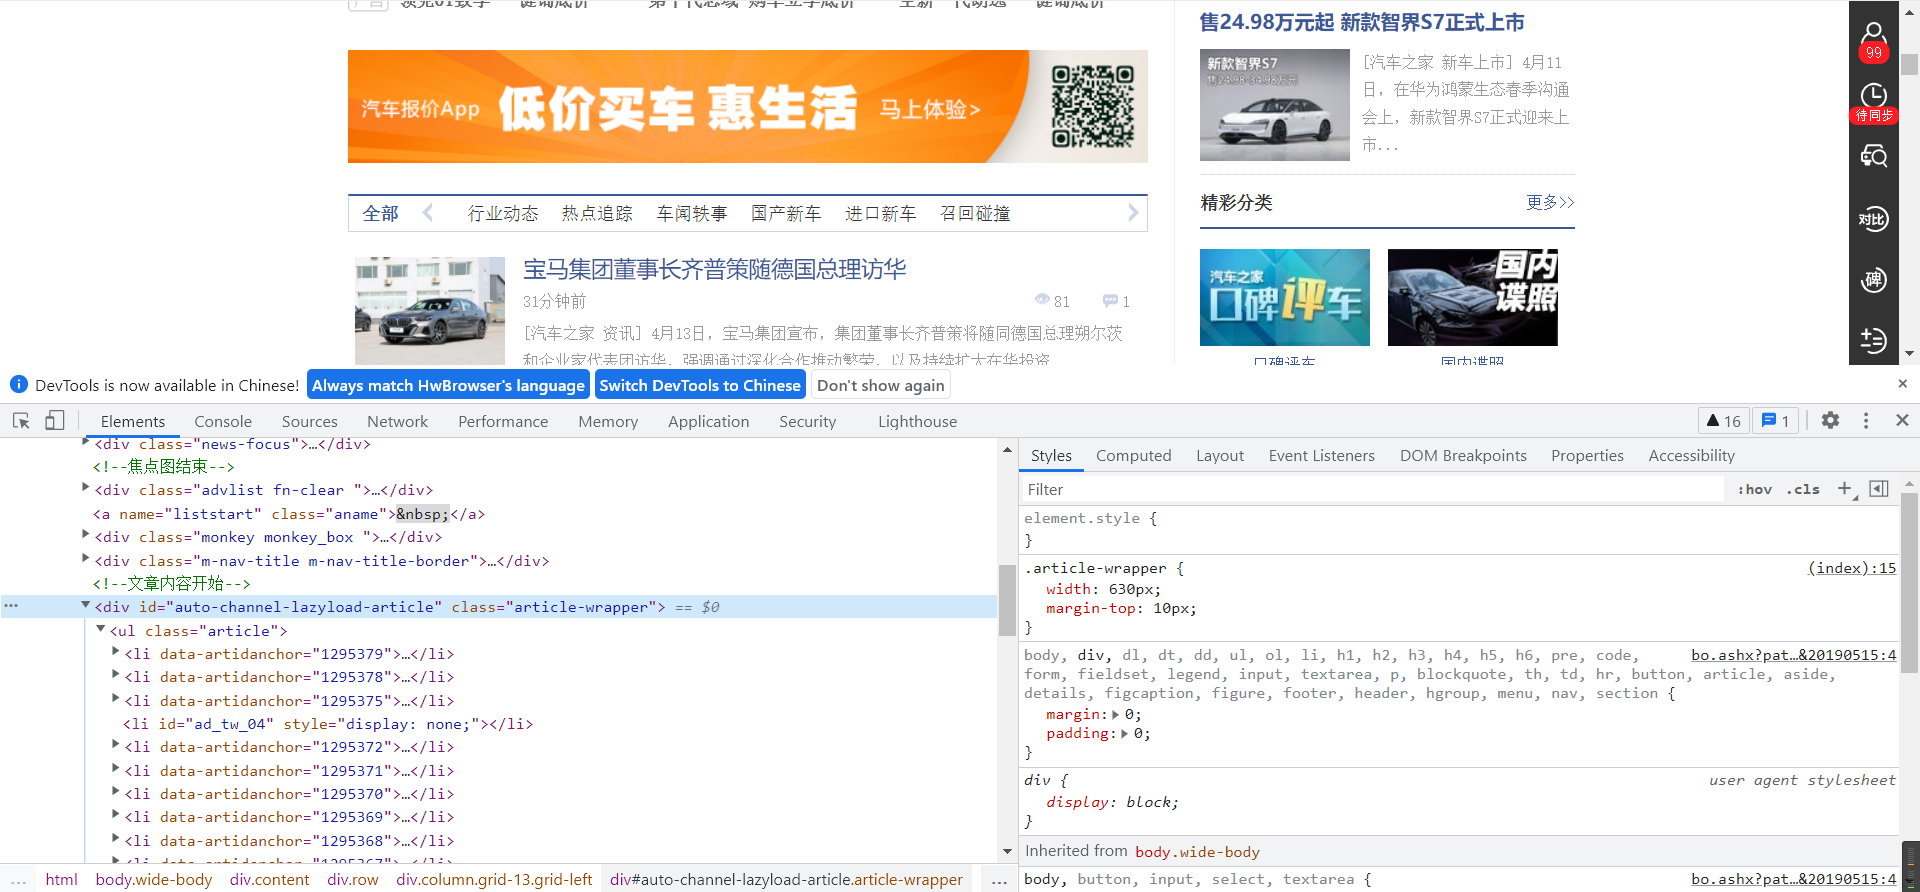 售24.98万元起 新款智界S7正式上市
汽车报价App 低价买车 惠生活 马上体验>
新款智界S7
售24.98-34.98万元
[汽车之家 新车上市] 4月11
日，在华为鸿蒙生态春季沟通
会上，新款智界S7正式迎来上
市...
99
待同步
对比
碑
全部 行业动态 热点追踪 车闻轶事 国产新车 进口新车 召回碰撞
精彩分类 更多>>
宝马集团董事长齐普策随德国总理访华
31分钟前 81 1
[汽车之家 资讯] 4月13日，宝马集团宣布，集团董事长齐普策将随同德国总理朔尔茨
和企业家代表团访华，强调通过深化合作推动繁荣，以及持续扩大在华投资
汽车之家
口碑评车
国内
谍照
口碑评车 国内谍照
DevTools is now available in Chinese! Always match HwBrowser's language Switch DevTools to Chinese Don't show again
Elements Console Sources Network Performance Memory Application Security Lighthouse 16 1
<div class="news-focus">…</div>
<!--焦点图结束-->
<div class="advlist fn-clear ">…</div>
<a name="liststart" class="aname">&nbsp;</a>
<div class="monkey monkey_box ">…</div>
<div class="m-nav-title m-nav-title-border">…</div>
<!--文章内容开始-->
<div id="auto-channel-lazyload-article" class="article-wrapper"> == $0
<ul class="article">
<li data-artidanchor="1295379">…</li>
<li data-artidanchor="1295378">…</li>
<li data-artidanchor="1295375">…</li>
<li id="ad_tw_04" style="display: none;"></li>
<li data-artidanchor="1295372">…</li>
<li data-artidanchor="1295371">…</li>
<li data-artidanchor="1295370">…</li>
<li data-artidanchor="1295369">…</li>
<li data-artidanchor="1295368">…</li>
<li data-artidanchor="1295367">…</li>
... html body.wide-body div.content div.row div.column.grid-13.grid-left div#auto-channel-lazyload-article.article-wrapper ...
Styles Computed Layout Event Listeners DOM Breakpoints Properties Accessibility
Filter :hov .cls +
element.style {
}
.article-wrapper { (index):15
width: 630px;
margin-top: 10px;
}
body, div, dl, dt, dd, ul, ol, li, h1, h2, h3, h4, h5, h6, pre, code, bo.ashx?pat…&20190515:4
form, fieldset, legend, input, textarea, p, blockquote, th, td, hr, button, article, aside,
details, figcaption, figure, footer, header, hgroup, menu, nav, section {
margin: 0;
padding: 0;
}
div { user agent stylesheet
display: block;
}
Inherited from body.wide-body
body, button, input, select, textarea { bo.ashx?pat…&20190515:4